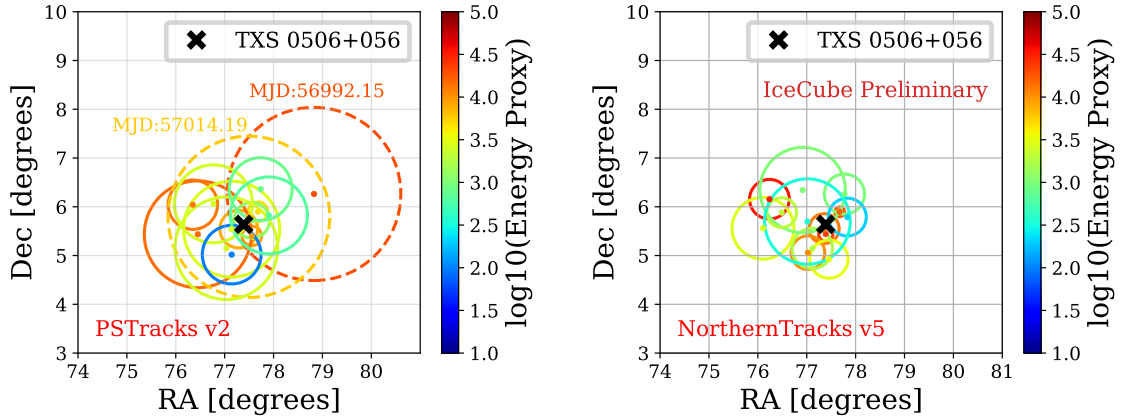 10
9
8
7
6
5
4
3
Dec [degrees]
TXS 0506+056
MJD:56992.15
MJD:57014.19
PSTracks v2
74 75 76 77 78 79 80
RA [degrees]
5.0
4.5
4.0
3.5
3.0
2.5
2.0
1.5
1.0
log10(Energy Proxy)
10
9
8
7
6
5
4
3
Dec [degrees]
TXS 0506+056
IceCube Preliminary
NorthernTracks v5
74 75 76 77 78 79 80 81
RA [degrees]
5.0
4.5
4.0
3.5
3.0
2.5
2.0
1.5
1.0
log10(Energy Proxy)